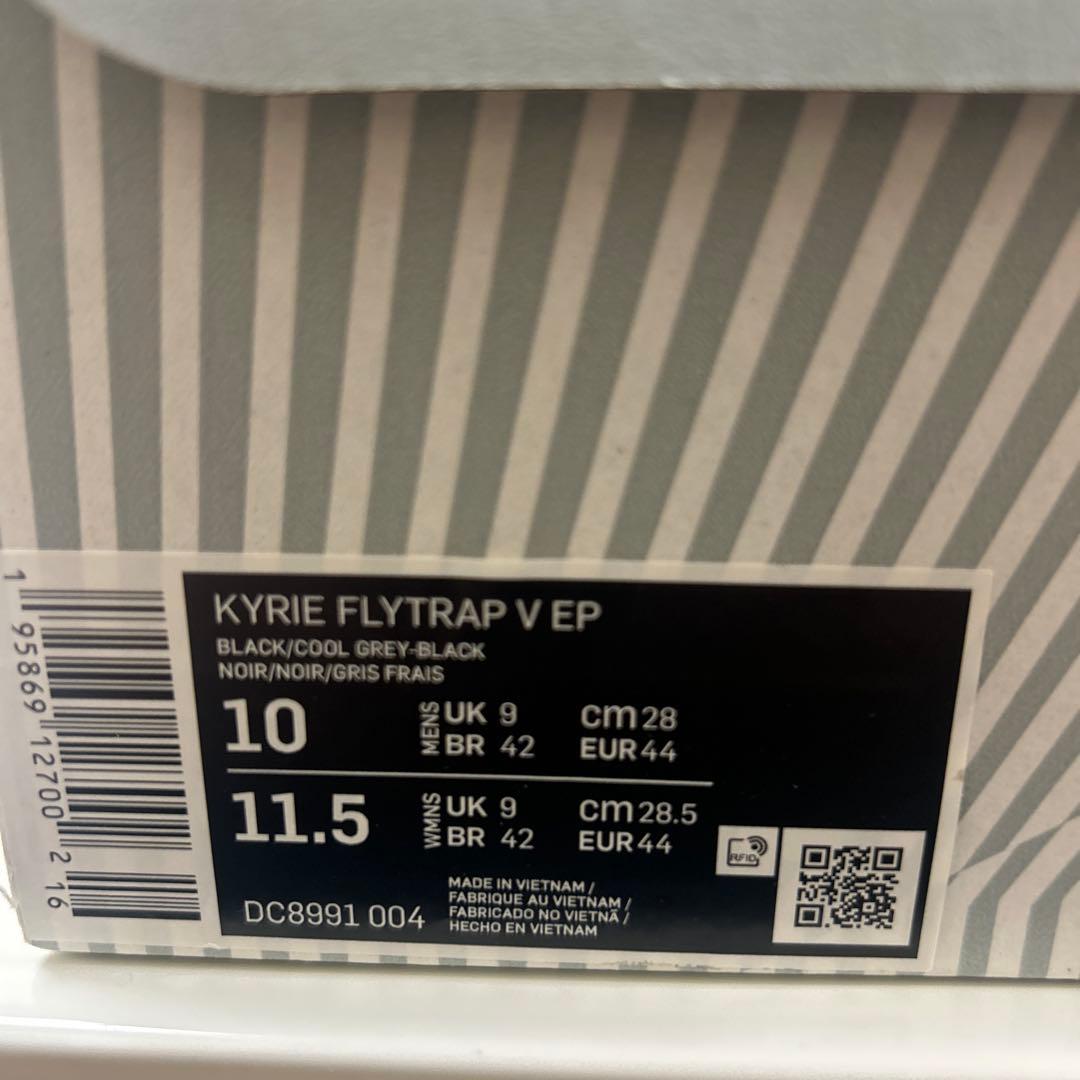 KYRIE FLYTRAP V EP
BLACK/COOL GREY-BLACK
NOIR/NOIR/GRIS FRAIS
10 MENS UK 9 cm 28
BR 42 EUR 44
11.5 WMNS UK 9 cm 28.5
BR 42 EUR 44
RFID
DC8991 004
MADE IN VIETNAM /
FABRIQUE AU VIETNAM /
FABRICADO NO VIETNÃ /
HECHO EN VIETNAM
1 95869 12700 2 16